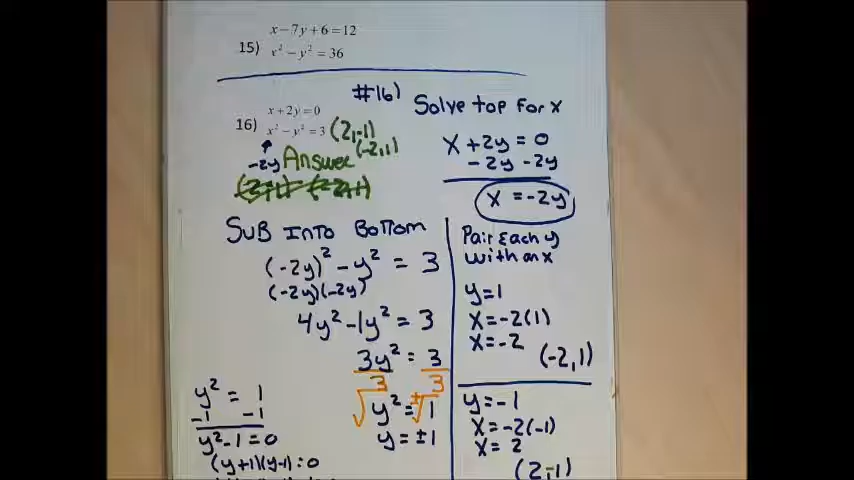 x − 7y + 6 = 12
15) x² − y² = 36
#16)
Solve top for x
16) x + 2y = 0
x² − y² = 3 (2,-1)
(-2,1)
-2y Answer
x + 2y = 0
- 2y -2y
x = -2y
Sub Into Bottom
(-2y)² - y² = 3
(-2y)(-2y)
4y² - 1y² = 3
3y² = 3
3 3
√y² = ±√1
y = ±1
y² = 1
-1 -1
y² - 1 = 0
(y+1)(y-1) = 0
Pair Each y
with an x
y = 1
x = -2(1)
x = -2
(-2,1)
y = -1
x = -2(-1)
x = 2
(2,-1)